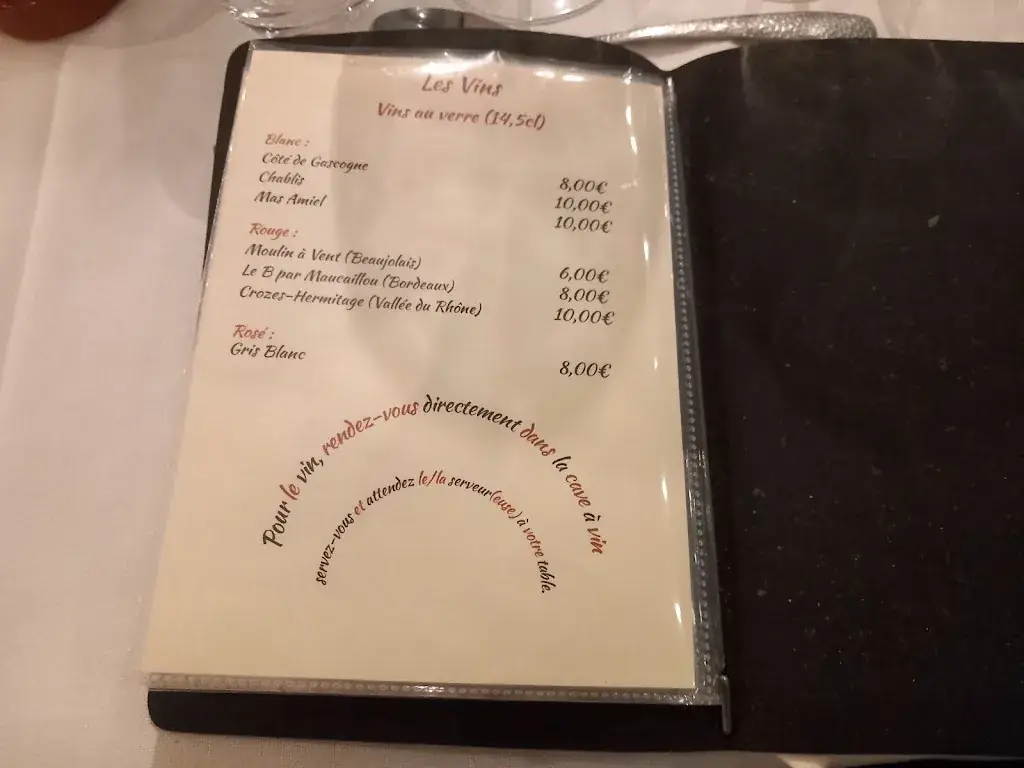 Les Vins
Vins au verre (14,5cl)
Blanc :
Côté de Gascogne 8,00€
Chablis 10,00€
Mas Amiel 10,00€
Rouge :
Moulin à Vent (Beaujolais) 6,00€
Le B par Maucaillou (Bordeaux) 8,00€
Crozes-Hermitage (Vallée du Rhône) 10,00€
Rosé :
Gris Blanc 8,00€
Pour le vin, rendez-vous directement dans la cave à vin
servez-vous et attendez le/la serveur(euse) à votre table.